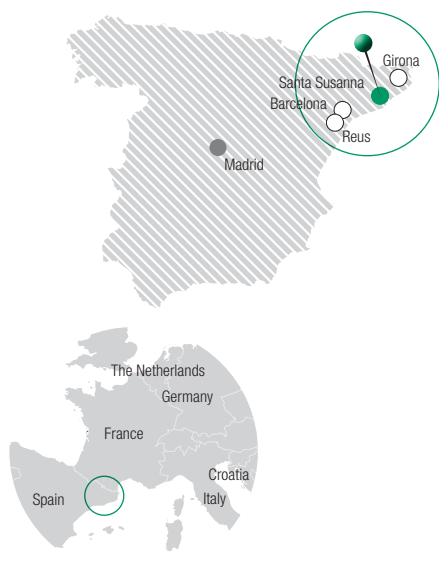 Girona
Santa Susanna
Barcelona
Reus
Madrid
The Netherlands
Germany
France
Croatia
Spain
Italy